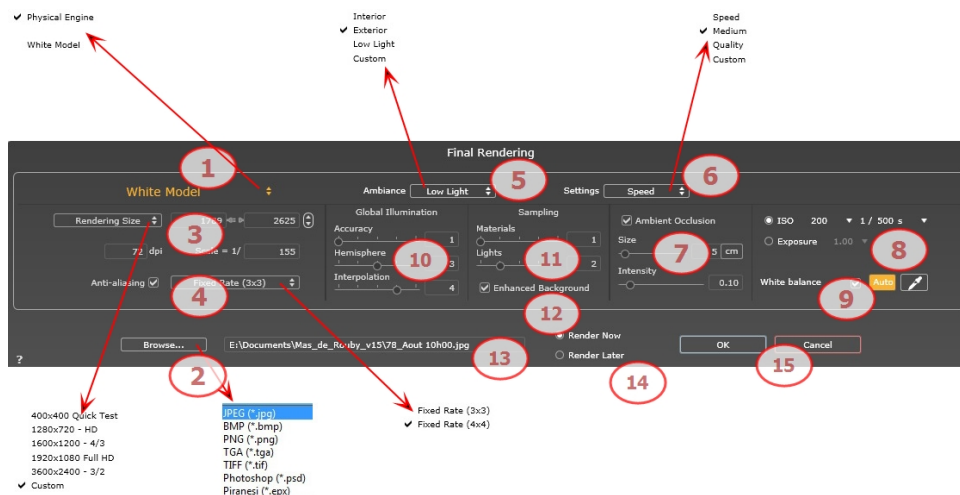 ✔ Physical Engine
White Model
Interior
✔ Exterior
Low Light
Custom
Speed
✔ Medium
Quality
Custom
Final Rendering
1
White Model
Ambiance Low Light 5
Settings Speed 6
Rendering Size 2625
3
72 dpi = 1/ 155
Anti-aliasing Fixed Rate (3x3)
4
Global Illumination
Accuracy 1
Hemisphere 10 3
Interpolation 4
Sampling
Materials 1
Lights 11 2
Enhanced Background
12
Ambient Occlusion
Size 7 5 cm
Intensity 0.10
ISO 200 1 / 500 s
Exposure 1.00 8
White balance 9 Auto
Browse... E:\Documents\Mas_de_Rouby_v15\78_Aout 10h00.jpg
2 13
Render Now
Render Later
14
OK Cancel
15
?
400x400 Quick Test
1280x720 - HD
1600x1200 - 4/3
1920x1080 Full HD
3600x2400 - 3/2
✔ Custom
JPEG (*.jpg)
BMP (*.bmp)
PNG (*.png)
TGA (*.tga)
TIFF (*.tif)
Photoshop (*.psd)
Piranesi (*.epx)
Fixed Rate (3x3)
✔ Fixed Rate (4x4)